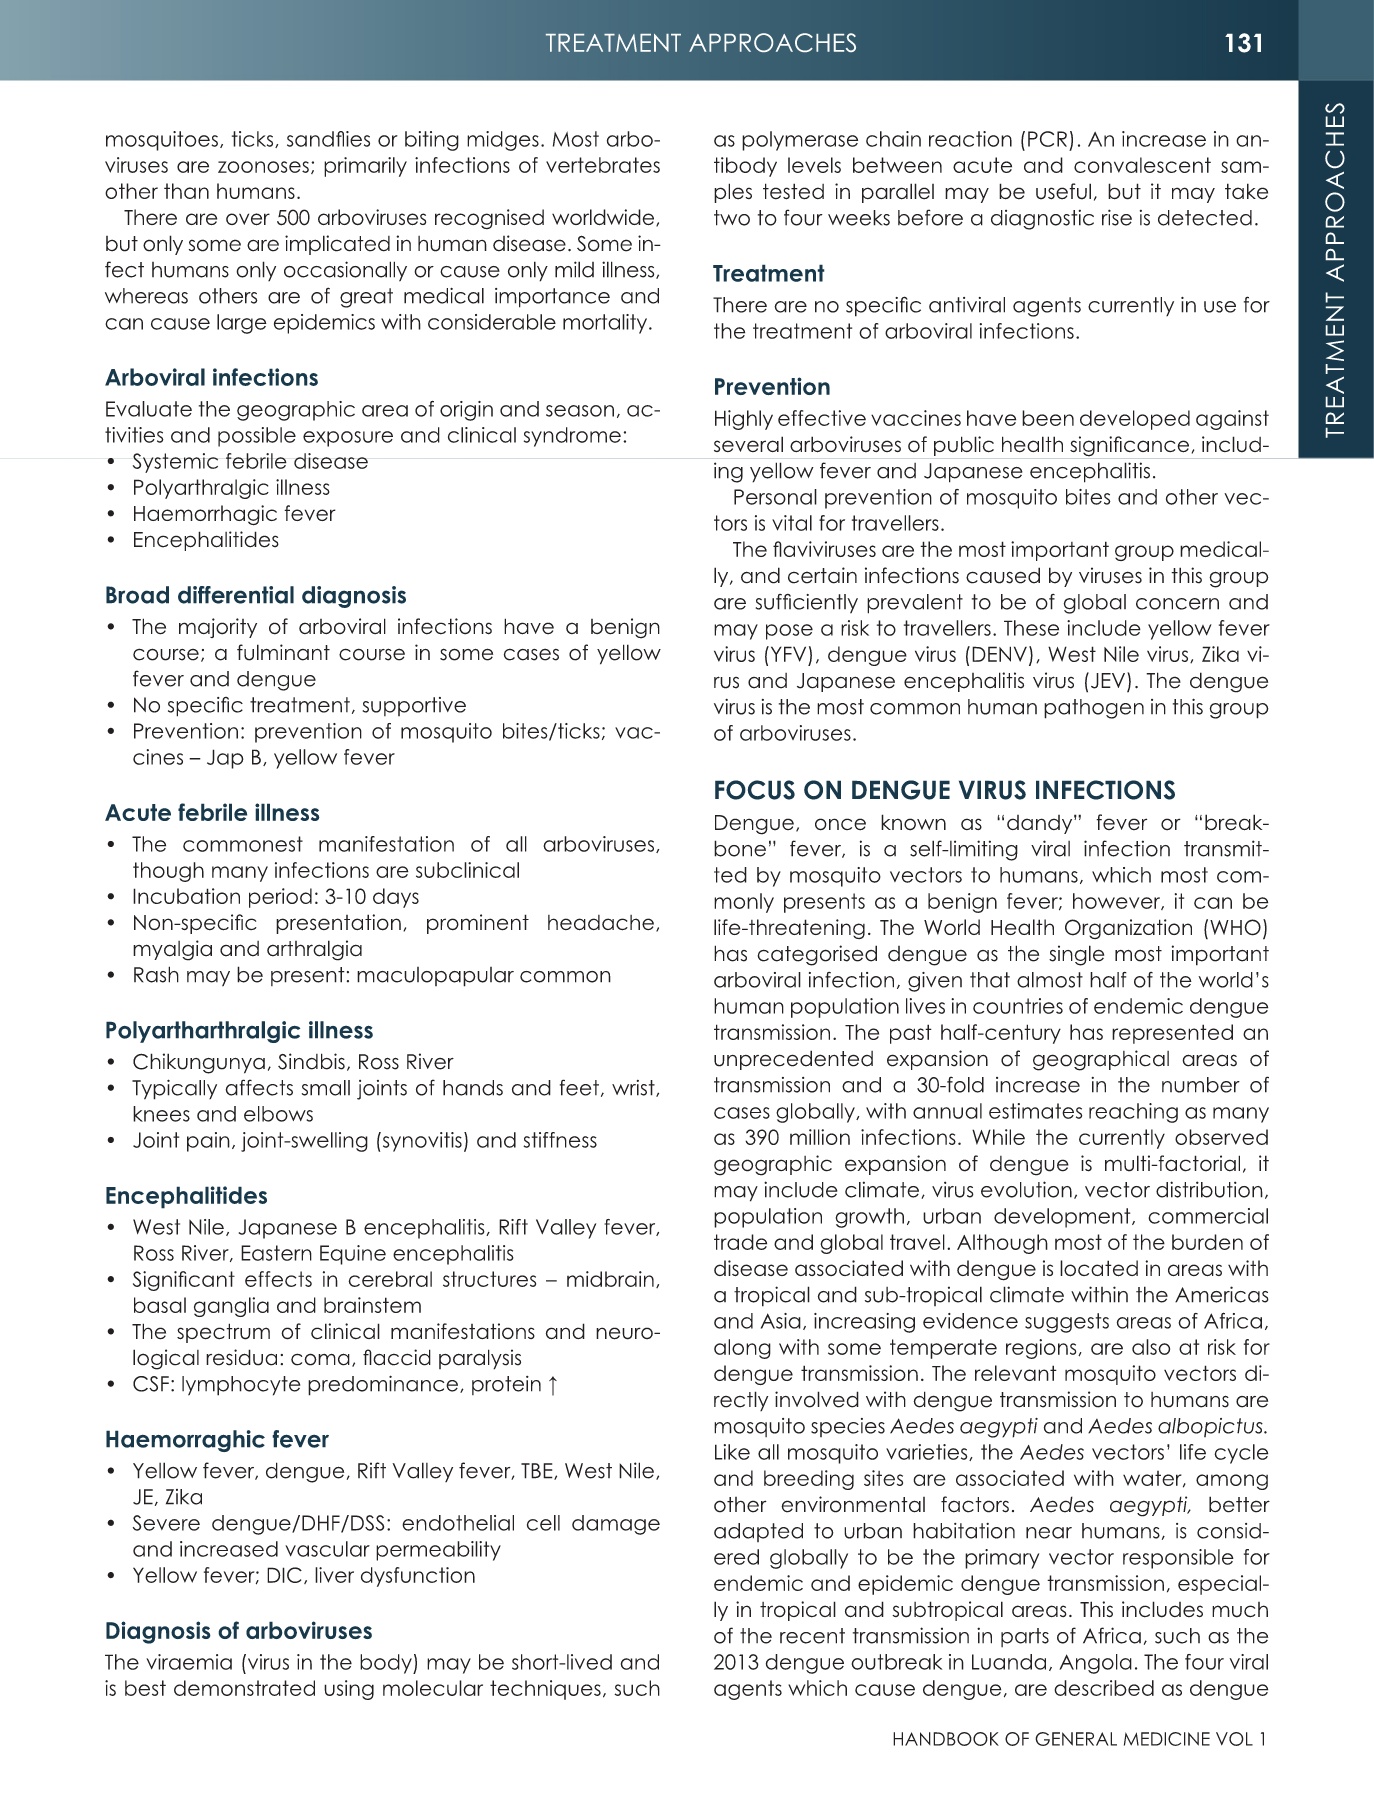 TREATMENT APPROACHES
131
TREATMENT APPROACHES
mosquitoes, ticks, sandflies or biting midges. Most arbo-
viruses are zoonoses; primarily infections of vertebrates
other than humans.
There are over 500 arboviruses recognised worldwide,
but only some are implicated in human disease. Some in-
fect humans only occasionally or cause only mild illness,
whereas others are of great medical importance and
can cause large epidemics with considerable mortality.
Arboviral infections
Evaluate the geographic area of origin and season, ac-
tivities and possible exposure and clinical syndrome:
• Systemic febrile disease
• Polyarthralgic illness
• Haemorrhagic fever
• Encephalitides
Broad differential diagnosis
• The majority of arboviral infections have a benign
course; a fulminant course in some cases of yellow
fever and dengue
• No specific treatment, supportive
• Prevention: prevention of mosquito bites/ticks; vac-
cines – Jap B, yellow fever
Acute febrile illness
• The commonest manifestation of all arboviruses,
though many infections are subclinical
• Incubation period: 3-10 days
• Non-specific presentation, prominent headache,
myalgia and arthralgia
• Rash may be present: maculopapular common
Polyartharthralgic illness
• Chikungunya, Sindbis, Ross River
• Typically affects small joints of hands and feet, wrist,
knees and elbows
• Joint pain, joint-swelling (synovitis) and stiffness
Encephalitides
• West Nile, Japanese B encephalitis, Rift Valley fever,
Ross River, Eastern Equine encephalitis
• Significant effects in cerebral structures – midbrain,
basal ganglia and brainstem
• The spectrum of clinical manifestations and neuro-
logical residua: coma, flaccid paralysis
• CSF: lymphocyte predominance, protein ↑
Haemorraghic fever
• Yellow fever, dengue, Rift Valley fever, TBE, West Nile,
JE, Zika
• Severe dengue/DHF/DSS: endothelial cell damage
and increased vascular permeability
• Yellow fever; DIC, liver dysfunction
Diagnosis of arboviruses
The viraemia (virus in the body) may be short-lived and
is best demonstrated using molecular techniques, such
as polymerase chain reaction (PCR). An increase in an-
tibody levels between acute and convalescent sam-
ples tested in parallel may be useful, but it may take
two to four weeks before a diagnostic rise is detected.
Treatment
There are no specific antiviral agents currently in use for
the treatment of arboviral infections.
Prevention
Highly effective vaccines have been developed against
several arboviruses of public health significance, includ-
ing yellow fever and Japanese encephalitis.
Personal prevention of mosquito bites and other vec-
tors is vital for travellers.
The flaviviruses are the most important group medical-
ly, and certain infections caused by viruses in this group
are sufficiently prevalent to be of global concern and
may pose a risk to travellers. These include yellow fever
virus (YFV), dengue virus (DENV), West Nile virus, Zika vi-
rus and Japanese encephalitis virus (JEV). The dengue
virus is the most common human pathogen in this group
of arboviruses.
FOCUS ON DENGUE VIRUS INFECTIONS
Dengue, once known as “dandy” fever or “break-
bone” fever, is a self-limiting viral infection transmit-
ted by mosquito vectors to humans, which most com-
monly presents as a benign fever; however, it can be
life-threatening. The World Health Organization (WHO)
has categorised dengue as the single most important
arboviral infection, given that almost half of the world’s
human population lives in countries of endemic dengue
transmission. The past half-century has represented an
unprecedented expansion of geographical areas of
transmission and a 30-fold increase in the number of
cases globally, with annual estimates reaching as many
as 390 million infections. While the currently observed
geographic expansion of dengue is multi-factorial, it
may include climate, virus evolution, vector distribution,
population growth, urban development, commercial
trade and global travel. Although most of the burden of
disease associated with dengue is located in areas with
a tropical and sub-tropical climate within the Americas
and Asia, increasing evidence suggests areas of Africa,
along with some temperate regions, are also at risk for
dengue transmission. The relevant mosquito vectors di-
rectly involved with dengue transmission to humans are
mosquito species Aedes aegypti and Aedes albopictus.
Like all mosquito varieties, the Aedes vectors’ life cycle
and breeding sites are associated with water, among
other environmental factors. Aedes aegypti, better
adapted to urban habitation near humans, is consid-
ered globally to be the primary vector responsible for
endemic and epidemic dengue transmission, especial-
ly in tropical and subtropical areas. This includes much
of the recent transmission in parts of Africa, such as the
2013 dengue outbreak in Luanda, Angola. The four viral
agents which cause dengue, are described as dengue
HANDBOOK OF GENERAL MEDICINE VOL 1